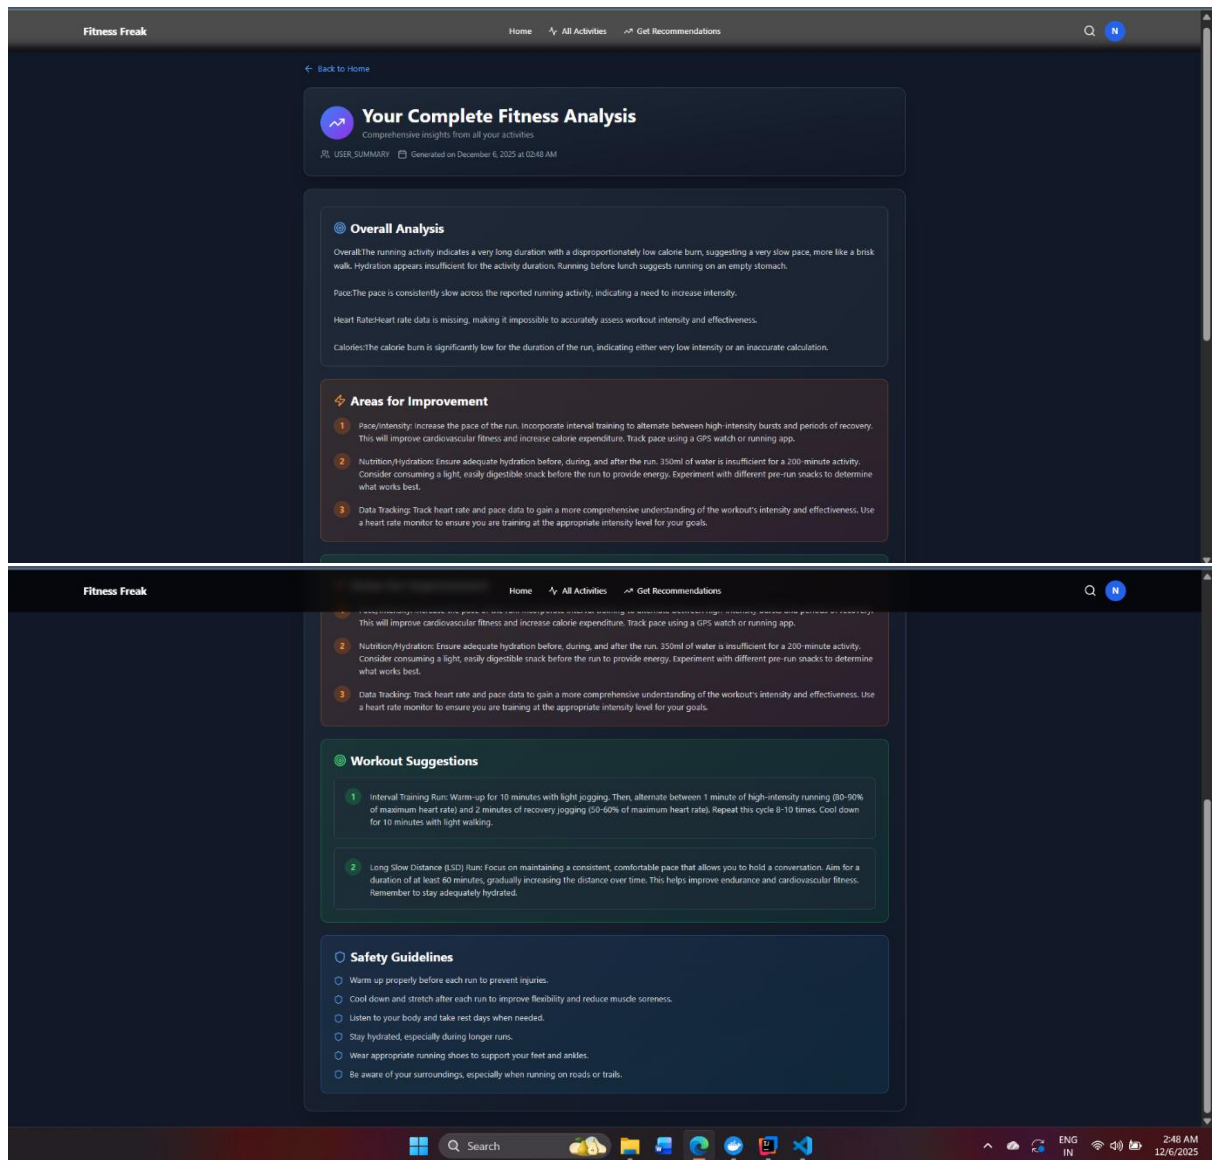 Fitness Freak
Home
All Activities
Get Recommendations
N
Back to Home
Your Complete Fitness Analysis
Comprehensive insights from all your activities
USER_SUMMARY
Generated on December 6, 2025 at 02:48 AM
Overall Analysis
Overall:The running activity indicates a very long duration with a disproportionately low calorie burn, suggesting a very slow pace, more like a brisk
walk. Hydration appears insufficient for the activity duration. Running before lunch suggests running on an empty stomach.
Pace:The pace is consistently slow across the reported running activity, indicating a need to increase intensity.
Heart Rate:Heart rate data is missing, making it impossible to accurately assess workout intensity and effectiveness.
Calories:The calorie burn is significantly low for the duration of the run, indicating either very low intensity or an inaccurate calculation.
Areas for Improvement
1 Pace/Intensity: Increase the pace of the run. Incorporate interval training to alternate between high-intensity bursts and periods of recovery.
This will improve cardiovascular fitness and increase calorie expenditure. Track pace using a GPS watch or running app.
2 Nutrition/Hydration: Ensure adequate hydration before, during, and after the run. 350ml of water is insufficient for a 200-minute activity.
Consider consuming a light, easily digestible snack before the run to provide energy. Experiment with different pre-run snacks to determine
what works best.
3 Data Tracking: Track heart rate and pace data to gain a more comprehensive understanding of the workout's intensity and effectiveness. Use
a heart rate monitor to ensure you are training at the appropriate intensity level for your goals.
Fitness Freak
Home
All Activities
Get Recommendations
N
Pace/Intensity: Increase the pace of the run. Incorporate interval training to alternate between high-intensity bursts and periods of recovery.
This will improve cardiovascular fitness and increase calorie expenditure. Track pace using a GPS watch or running app.
2 Nutrition/Hydration: Ensure adequate hydration before, during, and after the run. 350ml of water is insufficient for a 200-minute activity.
Consider consuming a light, easily digestible snack before the run to provide energy. Experiment with different pre-run snacks to determine
what works best.
3 Data Tracking: Track heart rate and pace data to gain a more comprehensive understanding of the workout's intensity and effectiveness. Use
a heart rate monitor to ensure you are training at the appropriate intensity level for your goals.
Workout Suggestions
1 Interval Training Run: Warm-up for 10 minutes with light jogging. Then, alternate between 1 minute of high-intensity running (80-90%
of maximum heart rate) and 2 minutes of recovery jogging (50-60% of maximum heart rate). Repeat this cycle 8-10 times. Cool down
for 10 minutes with light walking.
2 Long Slow Distance (LSD) Run: Focus on maintaining a consistent, comfortable pace that allows you to hold a conversation. Aim for a
duration of at least 60 minutes, gradually increasing the distance over time. This helps improve endurance and cardiovascular fitness.
Remember to stay adequately hydrated.
Safety Guidelines
Warm up properly before each run to prevent injuries.
Cool down and stretch after each run to improve flexibility and reduce muscle soreness.
Listen to your body and take rest days when needed.
Stay hydrated, especially during longer runs.
Wear appropriate running shoes to support your feet and ankles.
Be aware of your surroundings, especially when running on roads or trails.
Search
ENG
IN
2:48 AM
12/6/2025